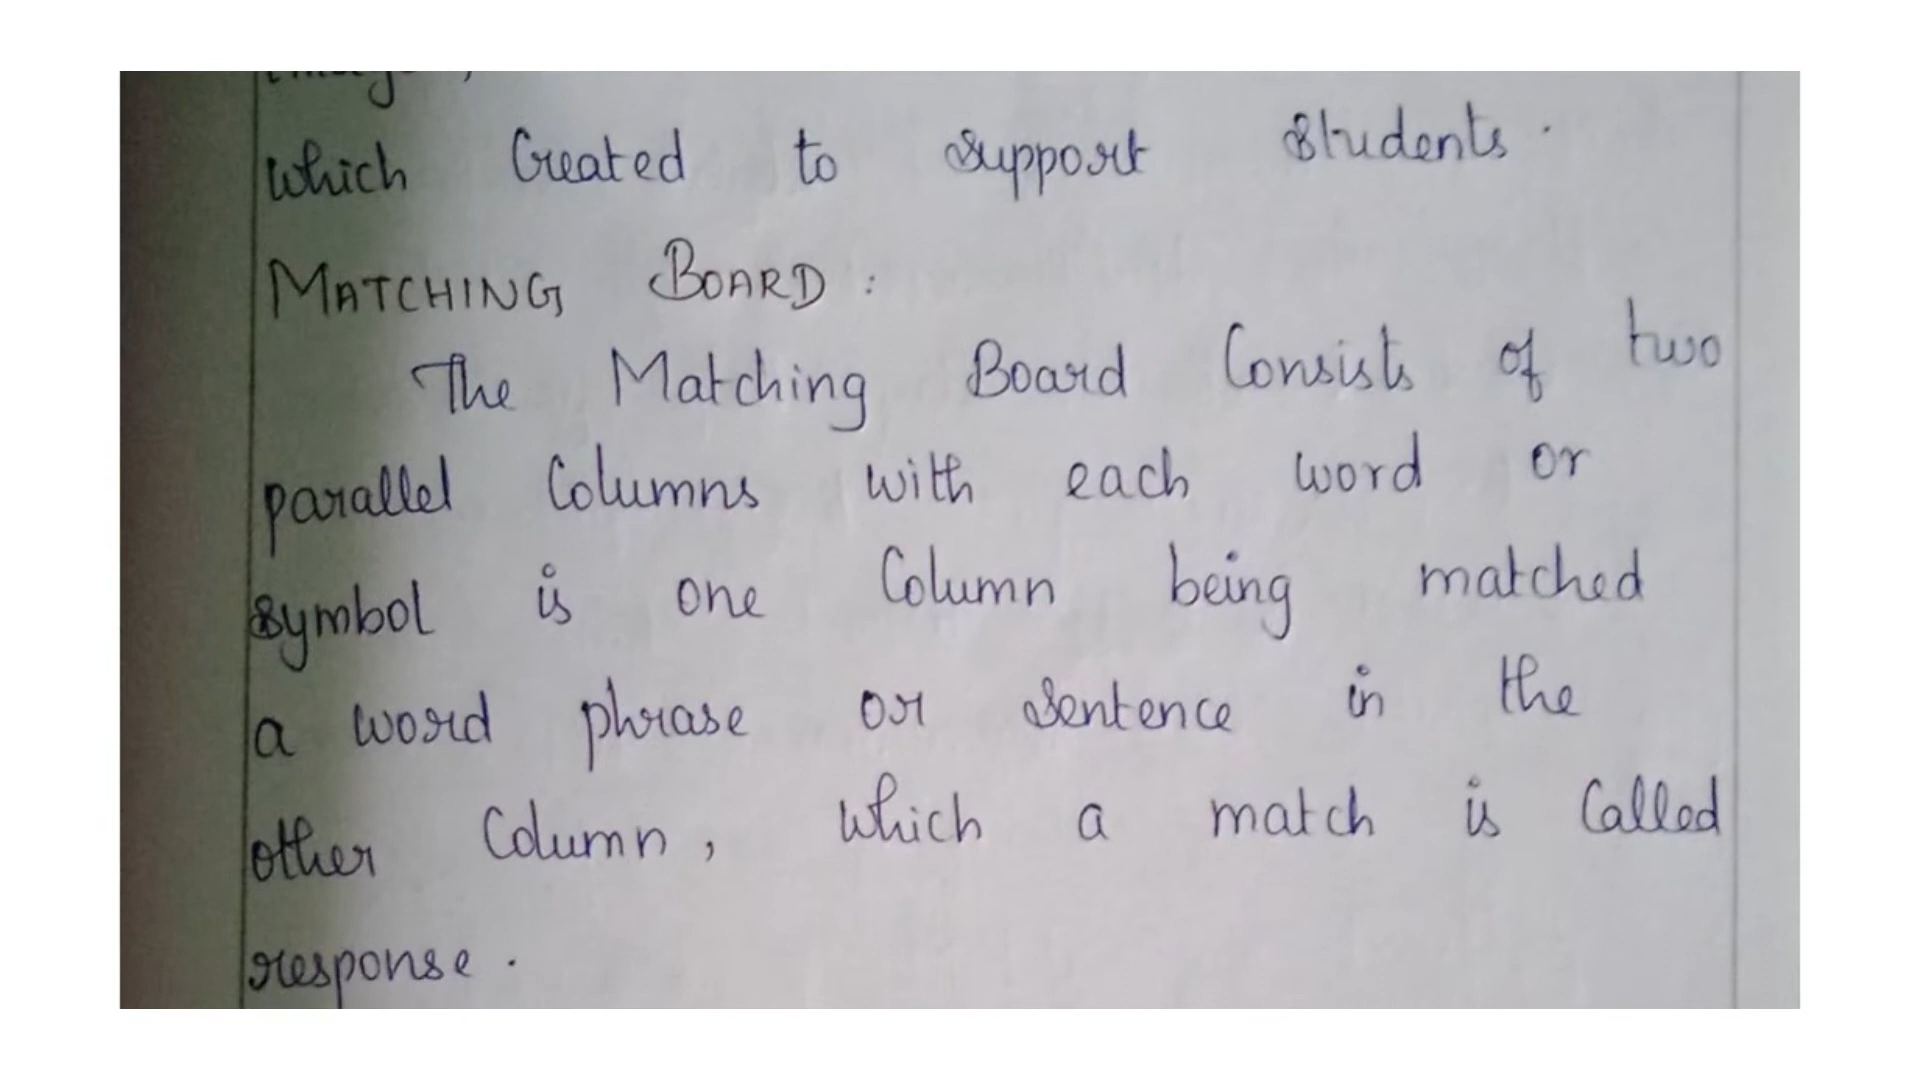 which Created to support Students.
MATCHING BOARD :
The Matching Board Consists of two
parallel Columns with each word or
symbol is one Column being matched
a word phrase or sentence in the
other Column, which a match is Called
response.